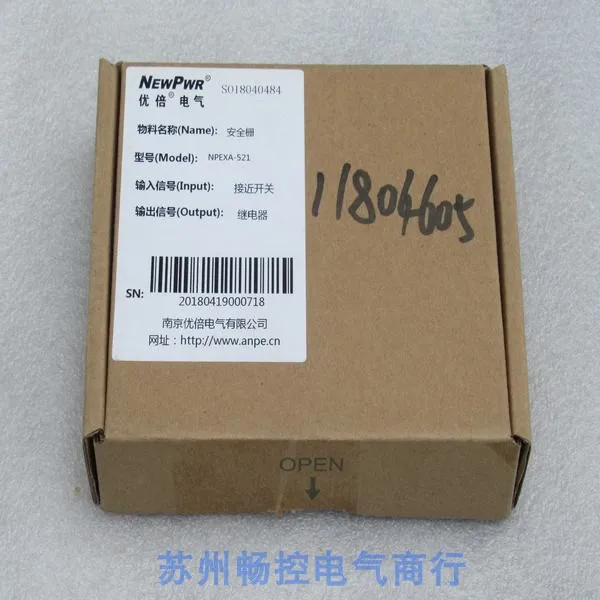 NEWPWR® SO18040484
优倍®电气
物料名称(Name): 安全栅
型号(Model): NPEXA-521
输入信号(Input): 接近开关
输出信号(Output): 继电器
SN:
20180419000718
南京优倍电气有限公司
网址：http://www.anpe.cn
11804605
OPEN
苏州畅控电气商行